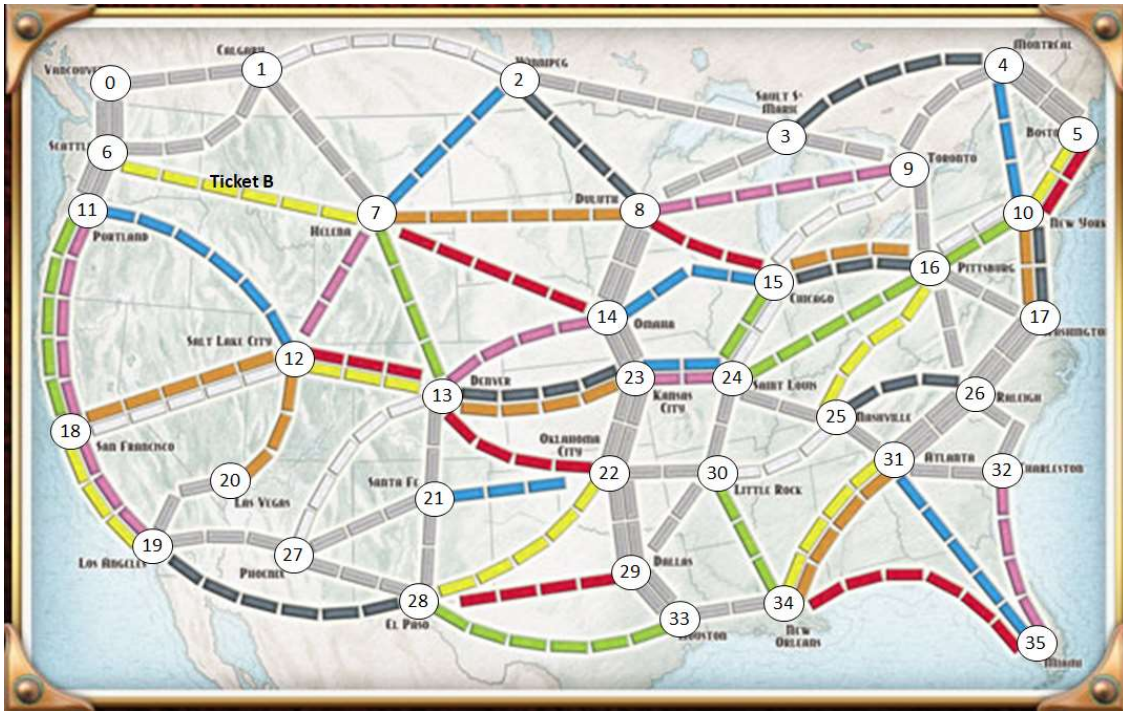 MONTREAL
4
CALGARY
1
WINNIPEG
2
VANCOUVE
0
SAULT ST
MARIE
3
BOSTO
5
SEATTL
6
TORONTO
9
Ticket B
DULUTH
8
7
HELENA
11
PORTLAND
10
NEW YORK
16
PITTSBURG
15
CHICAGO
14
OMAHA
17
WASHINGTON
SALT LAKE CITY
12
13
DENVER
23
KANSAS
CITY
24
SAINT LOUIS
26
RALEIGH
25
NASHVILLE
18
SAN FRANCISCO
OKLAHOMA
CITY
22
31
ATLANTA
32
CHARLESTON
20
LAS VEGAS
SANTA FE
21
30
LITTLE ROCK
19
LOS ANGELES
27
PHOENIX
29
DALLAS
28
EL PASO
33
HOUSTON
34
NEW
ORLEANS
35
MIAMI